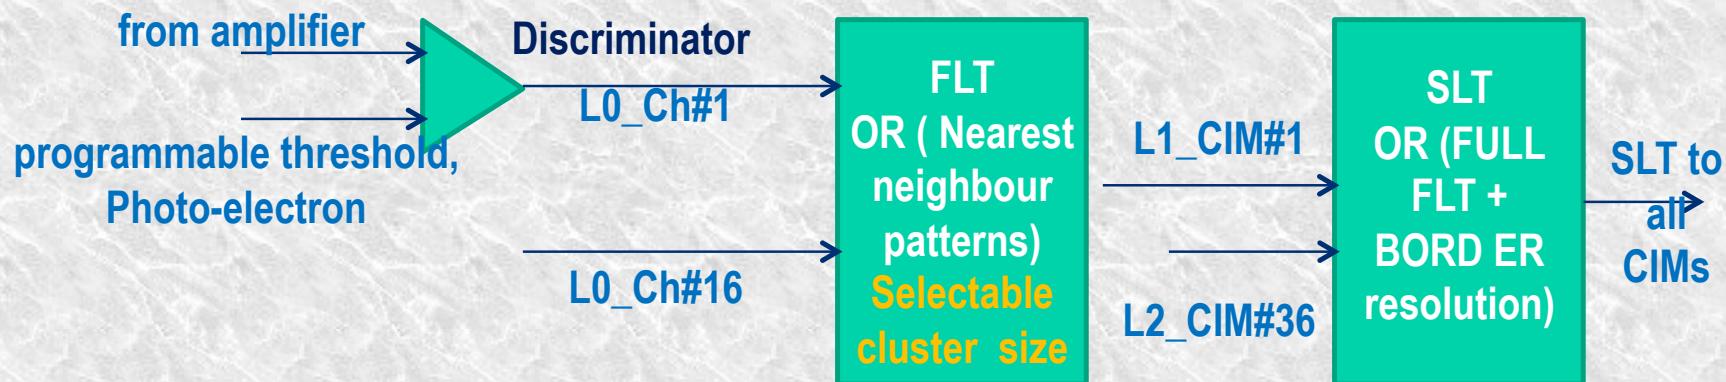 from amplifier
programmable threshold,
Photo-electron
Discriminator
L0_Ch#1
L0_Ch#16
FLT
OR ( Nearest
neighbour
patterns)
Selectable
cluster size
L1_CIM#1
L2_CIM#36
SLT
OR (FULL
FLT +
BORD ER
resolution)
SLT to
all
CIMs